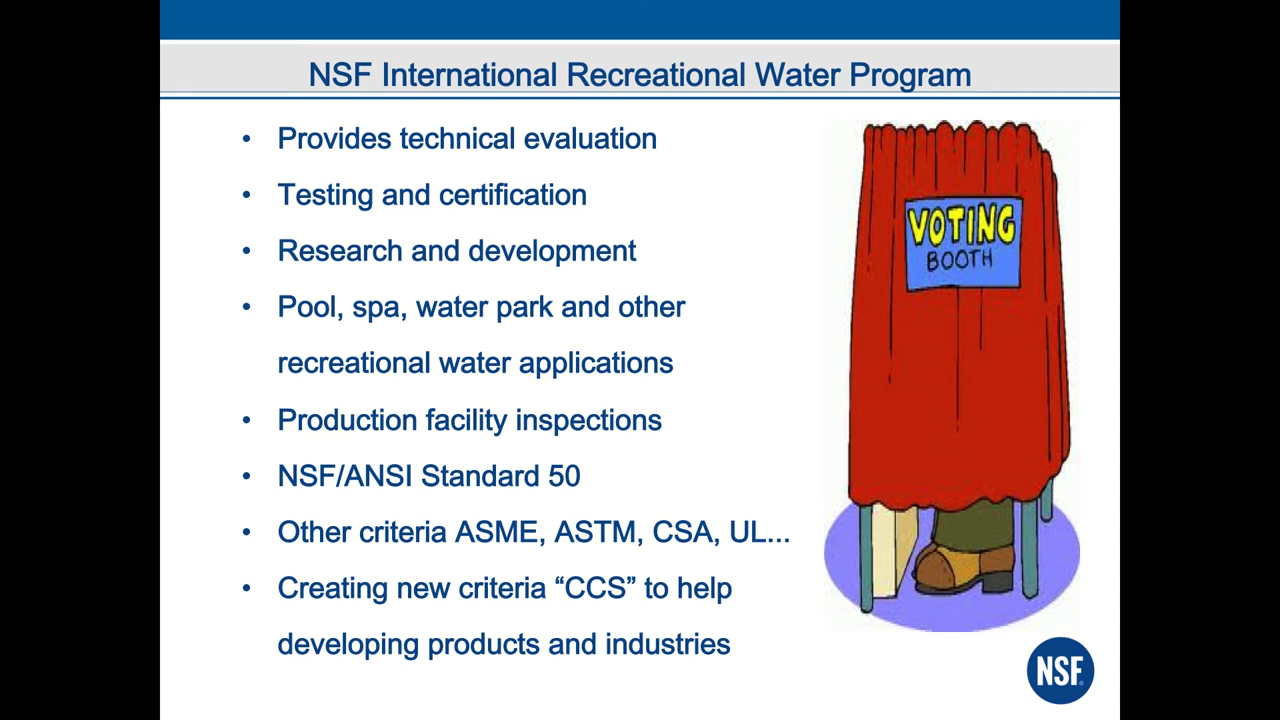 NSF International Recreational Water Program
• Provides technical evaluation
• Testing and certification
• Research and development
• Pool, spa, water park and other
recreational water applications
• Production facility inspections
• NSF/ANSI Standard 50
• Other criteria ASME, ASTM, CSA, UL...
• Creating new criteria “CCS” to help
developing products and industries
VOTING
BOOTH
NSF